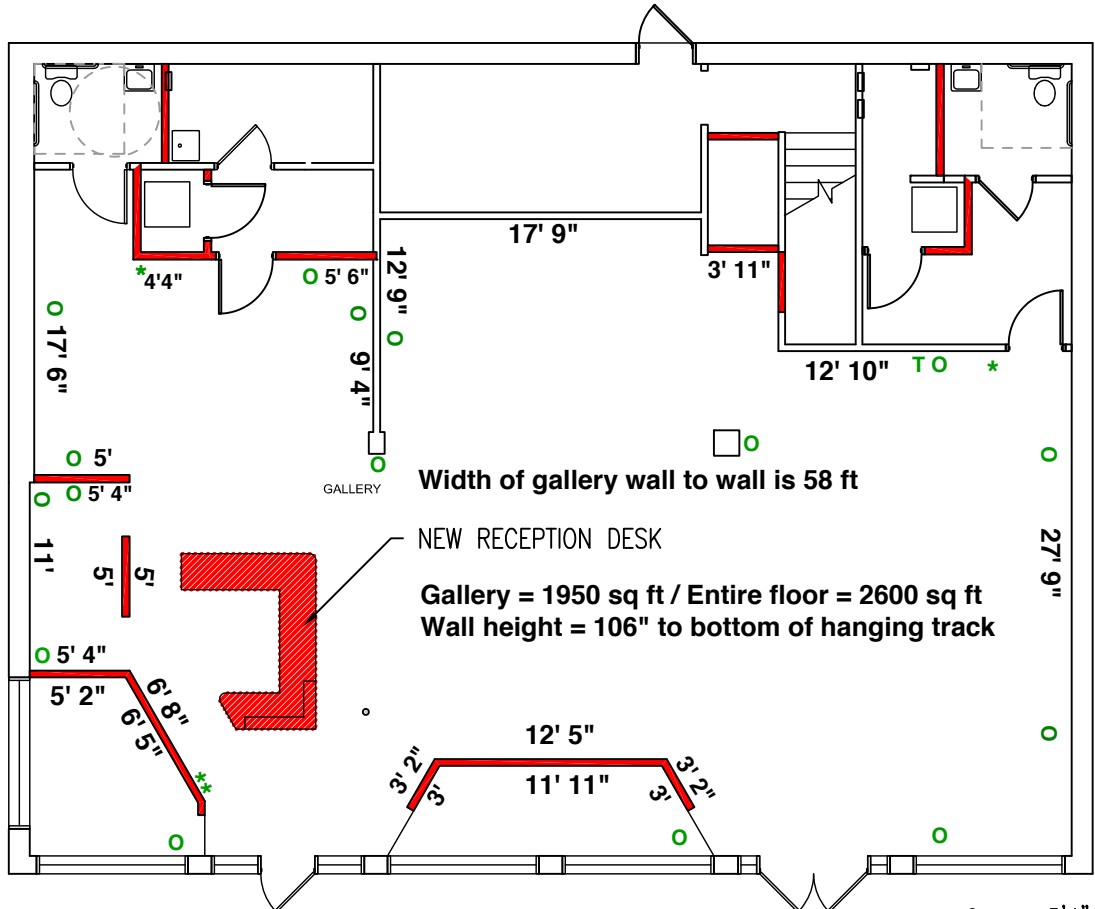 17' 9"
12' 9"
3' 11"
*
4'4"
O 5' 6"
O
O
O
17' 6"
9' 4"
12' 10"
T O
*
O 5'
O
O
O
Width of gallery wall to wall is 58 ft
GALLERY
O
O 5' 4"
11'
5'
5'
NEW RECEPTION DESK
27' 9"
Gallery = 1950 sq ft / Entire floor = 2600 sq ft
Wall height = 106" to bottom of hanging track
O 5' 4"
5' 2"
6' 8"
6' 5"
**
O
12' 5"
11' 11"
3' 2"
3'
3' 2"
3'
O
O
O